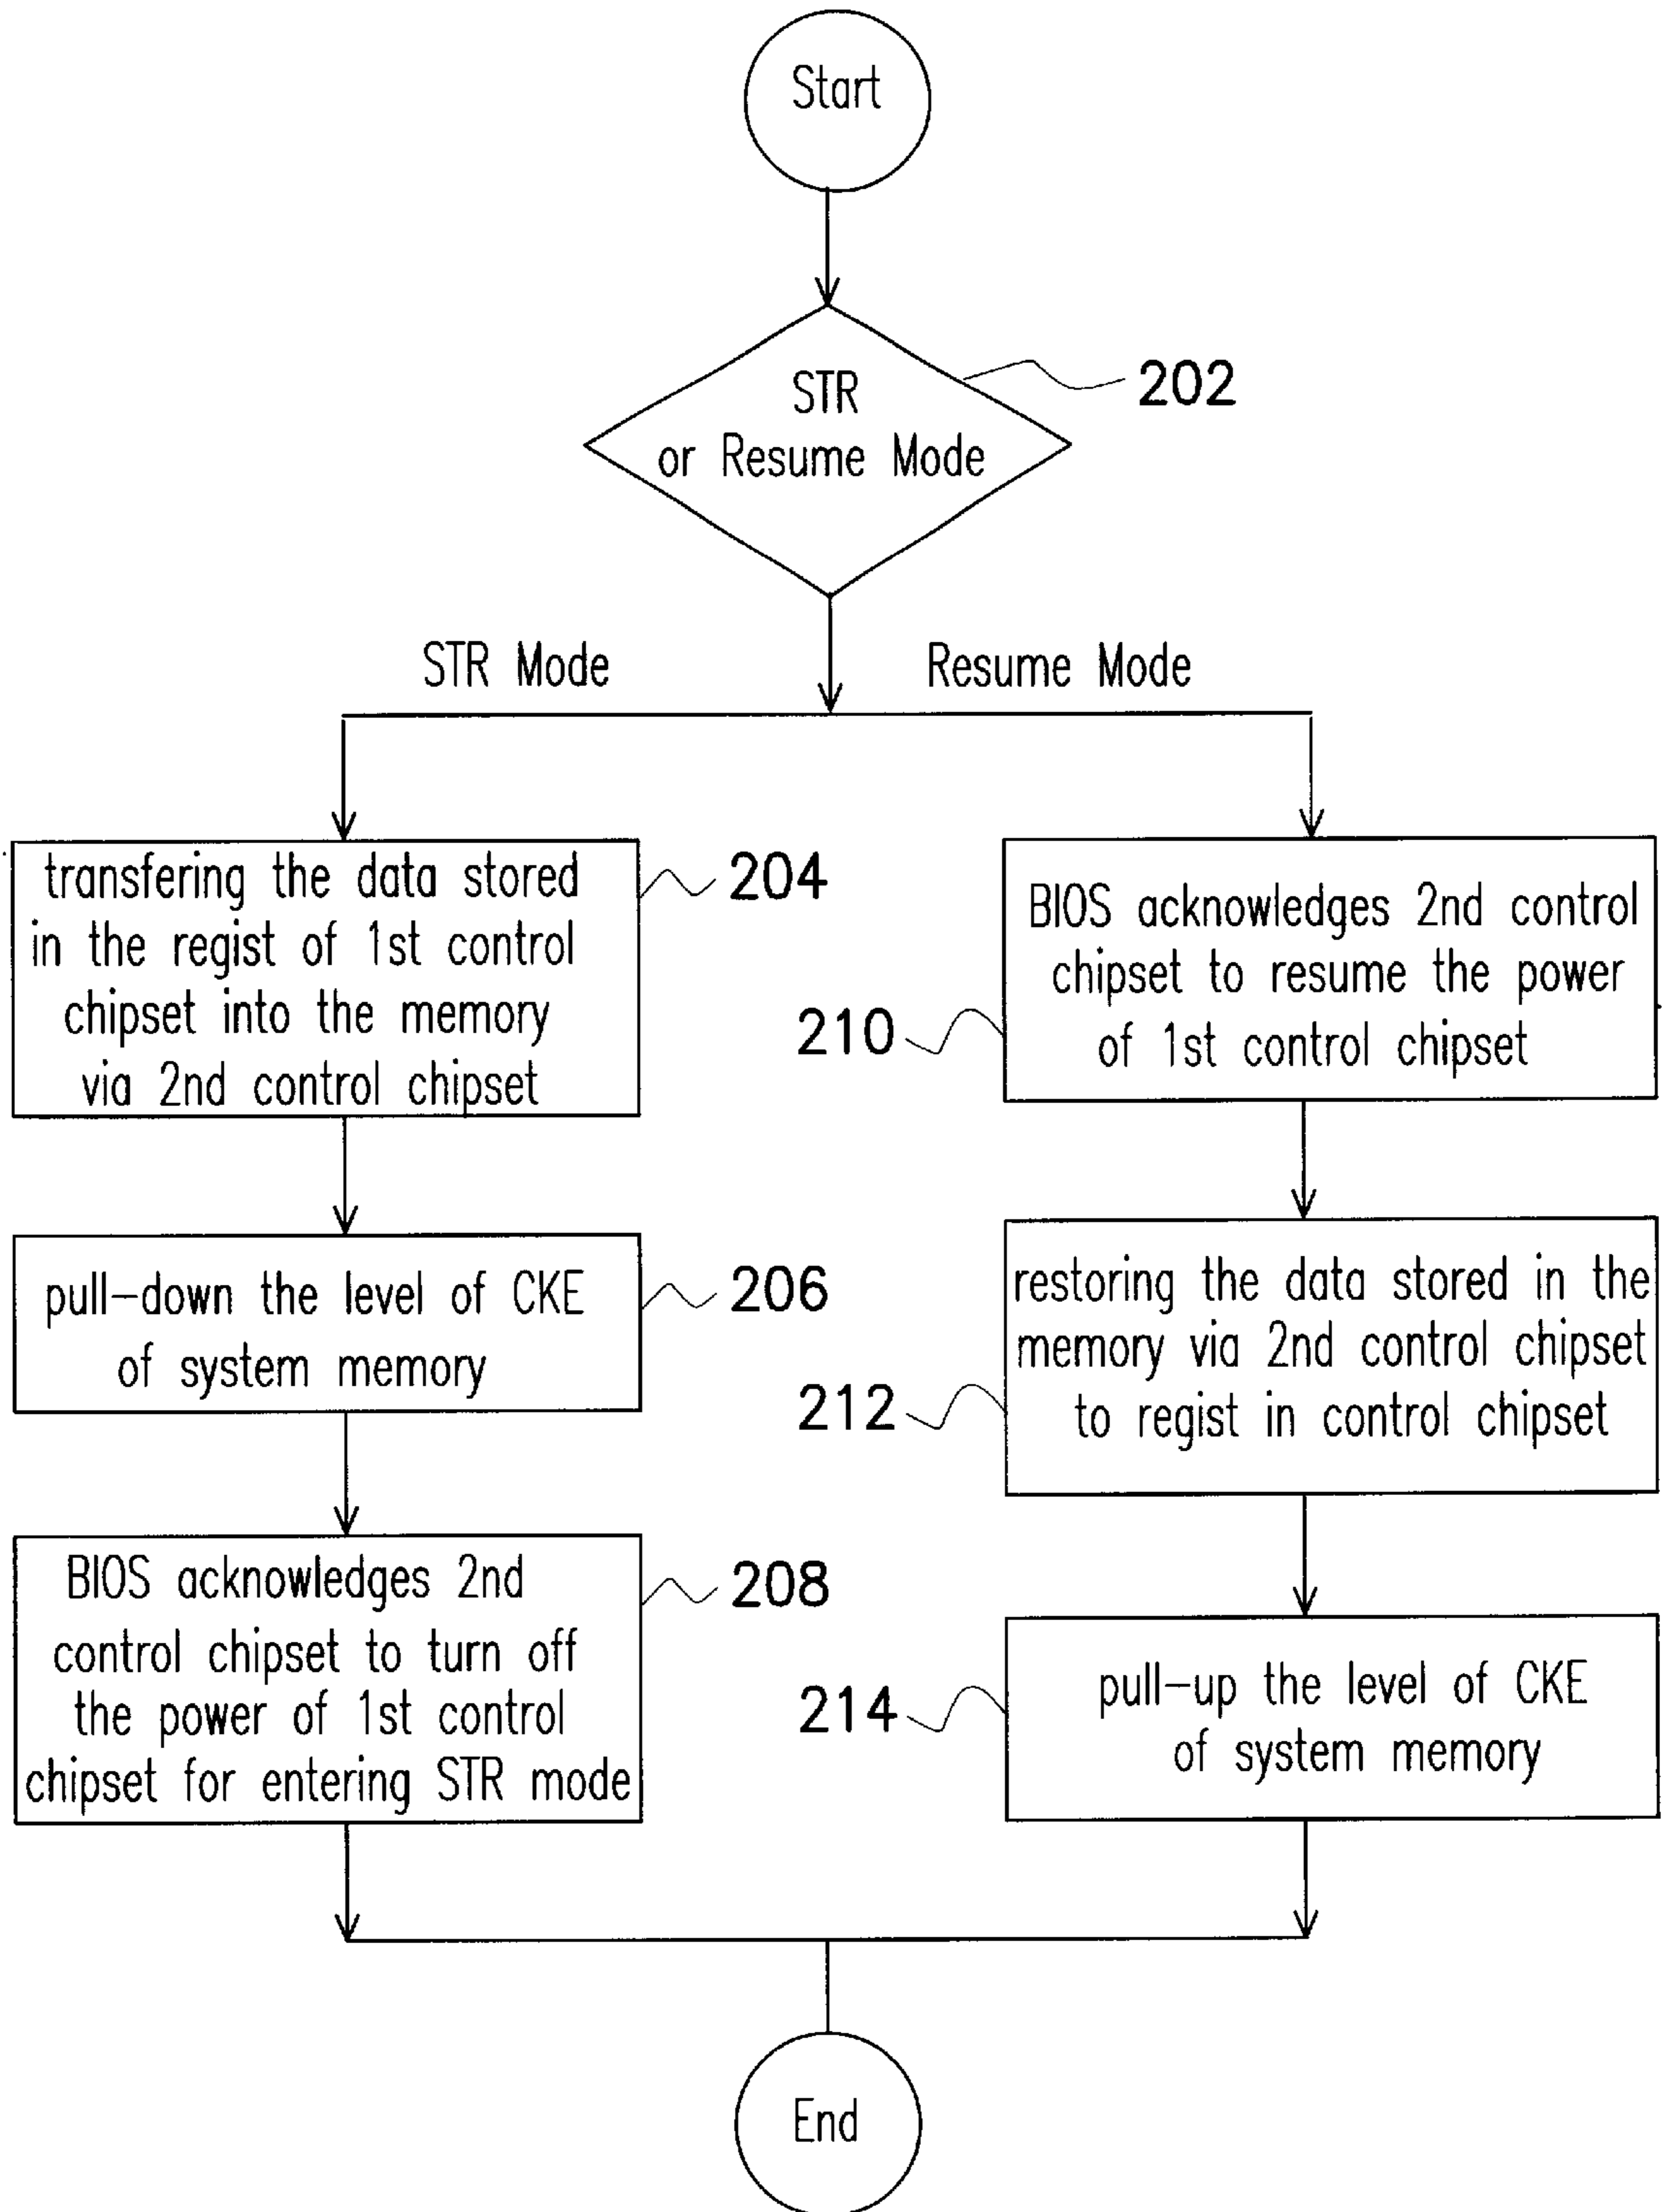 Start
STR
or Resume Mode
202
STR Mode
Resume Mode
transfering the data stored
in the regist of 1st control
chipset into the memory
via 2nd control chipset
204
pull-down the level of CKE
of system memory
206
BIOS acknowledges 2nd
control chipset to turn off
the power of 1st control
chipset for entering STR mode
208
BIOS acknowledges 2nd control
chipset to resume the power
of 1st control chipset
210
restoring the data stored in the
memory via 2nd control chipset
to regist in control chipset
212
pull-up the level of CKE
of system memory
214
End